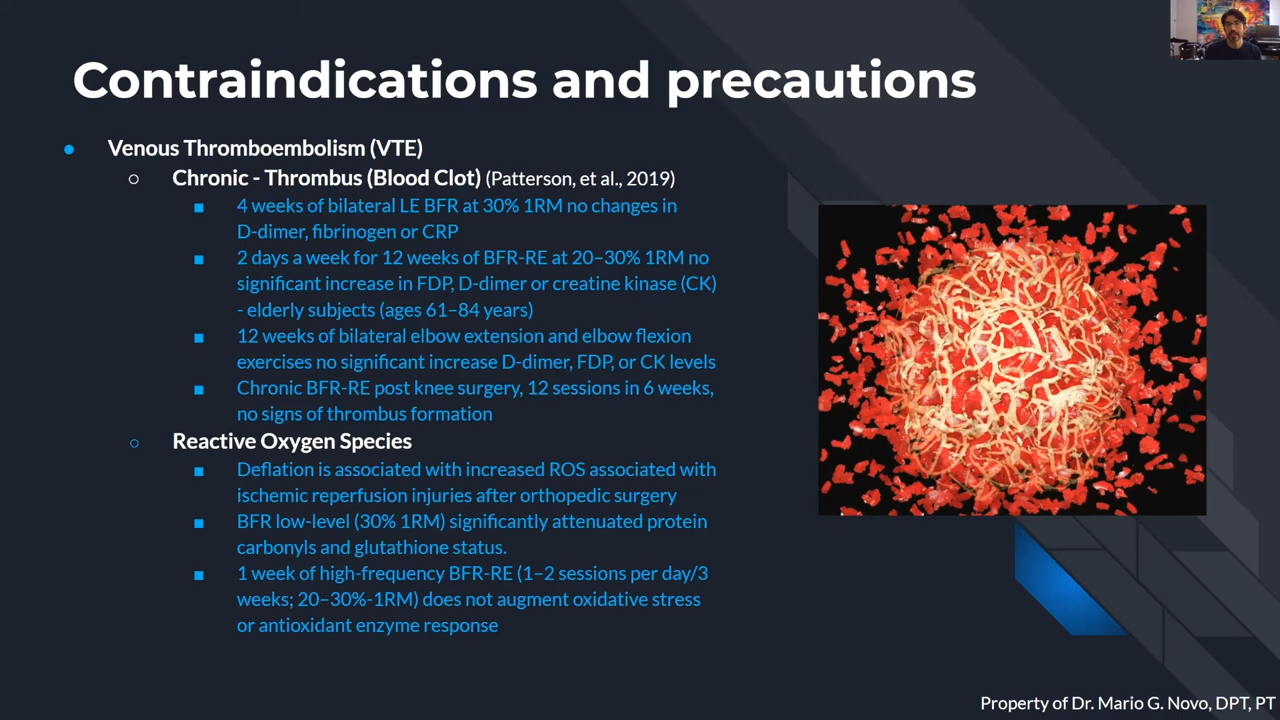 Contraindications and precautions
Venous Thromboembolism (VTE)
Chronic - Thrombus (Blood Clot) (Patterson, et al., 2019)
4 weeks of bilateral LE BFR at 30% 1RM no changes in
D-dimer, fibrinogen or CRP
2 days a week for 12 weeks of BFR-RE at 20–30% 1RM no
significant increase in FDP, D-dimer or creatine kinase (CK)
- elderly subjects (ages 61–84 years)
12 weeks of bilateral elbow extension and elbow flexion
exercises no significant increase D-dimer, FDP, or CK levels
Chronic BFR-RE post knee surgery, 12 sessions in 6 weeks,
no signs of thrombus formation
Reactive Oxygen Species
Deflation is associated with increased ROS associated with
ischemic reperfusion injuries after orthopedic surgery
BFR low-level (30% 1RM) significantly attenuated protein
carbonyls and glutathione status.
1 week of high-frequency BFR-RE (1–2 sessions per day/3
weeks; 20–30%-1RM) does not augment oxidative stress
or antioxidant enzyme response
Property of Dr. Mario G. Novo, DPT, PT